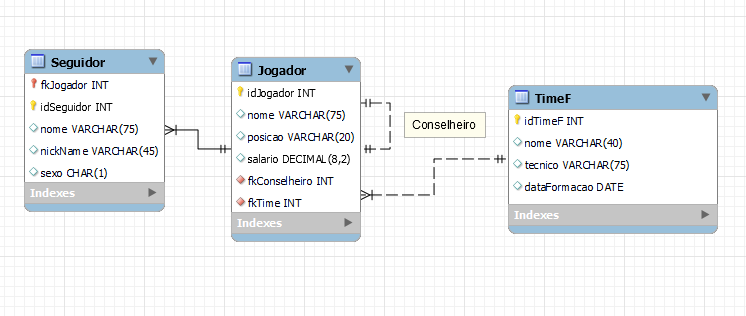 Seguidor
fkJogador INT
idSeguidor INT
nome VARCHAR(75)
nickName VARCHAR(45)
sexo CHAR(1)
Indexes
Jogador
idJogador INT
nome VARCHAR(75)
posicao VARCHAR(20)
salario DECIMAL(8,2)
fkConselheiro INT
fkTime INT
Indexes
Conselheiro
TimeF
idTimeF INT
nome VARCHAR(40)
tecnico VARCHAR(75)
dataFormacao DATE
Indexes